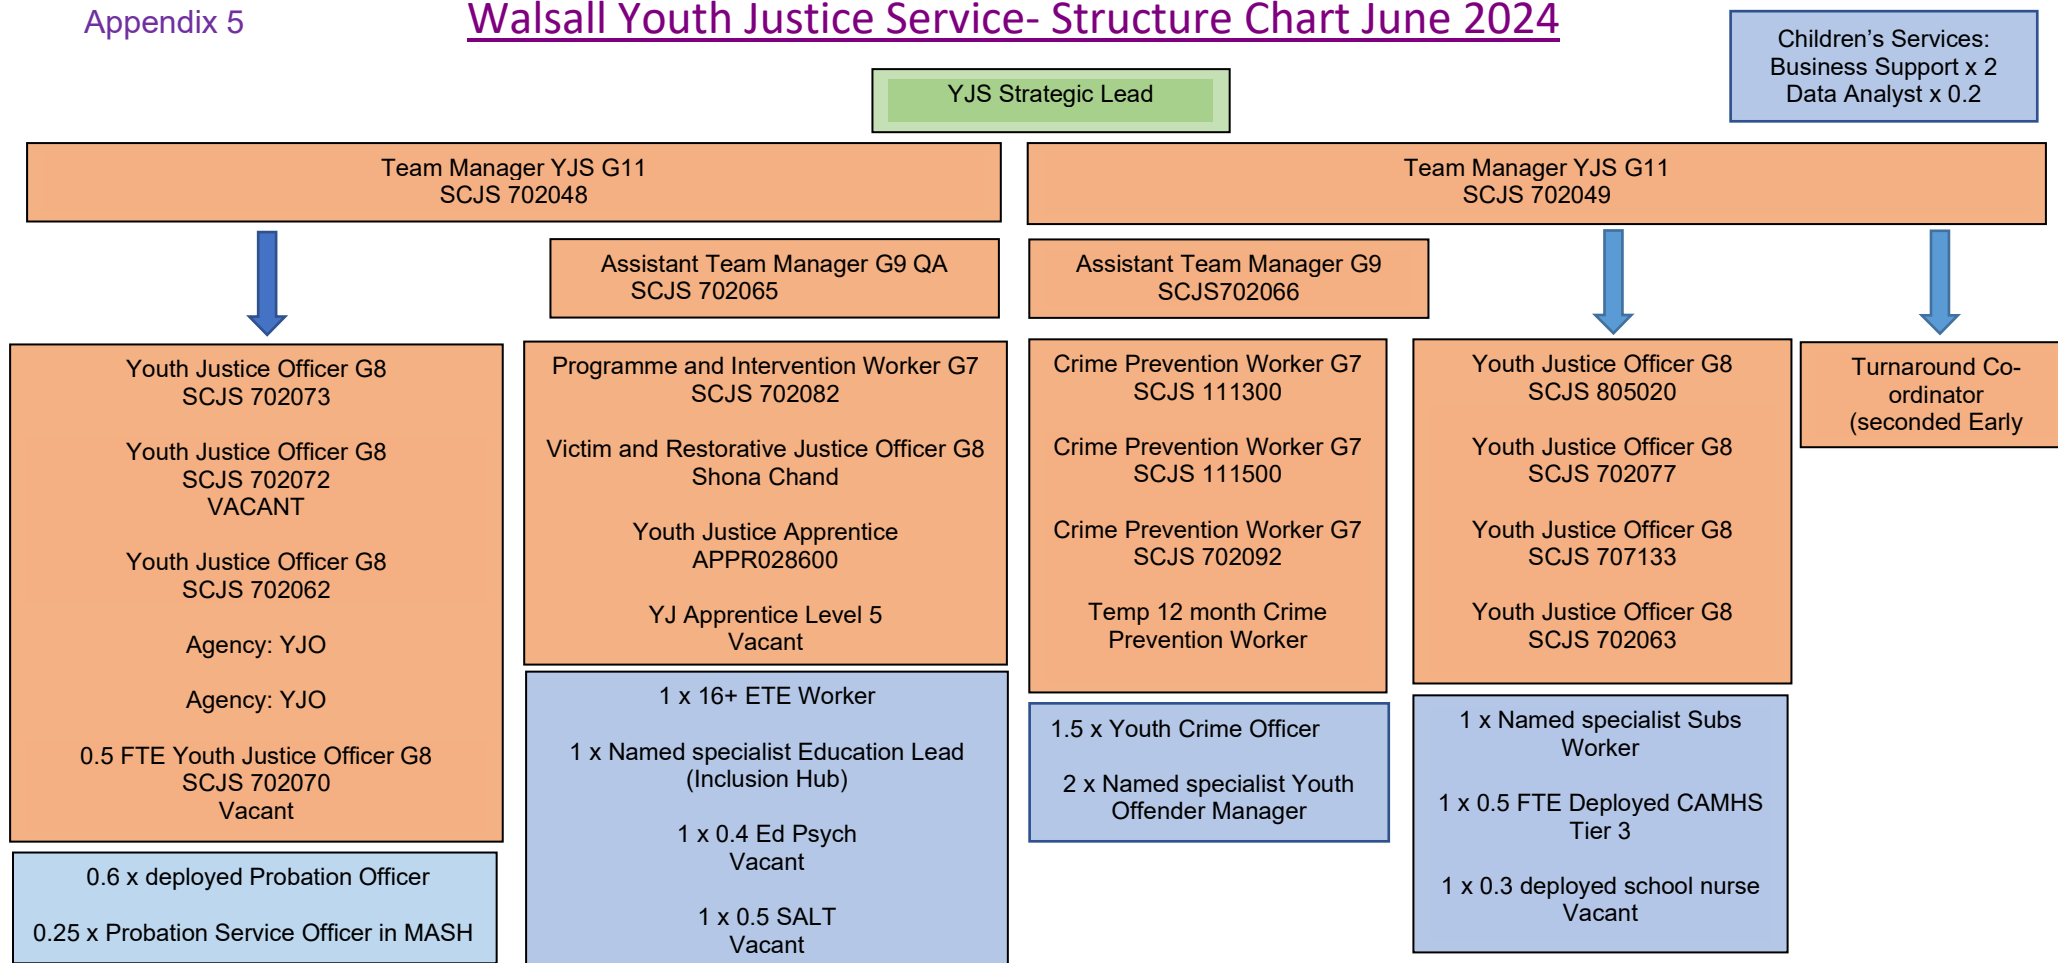 Appendix 5
Walsall Youth Justice Service- Structure Chart June 2024
Children's Services:
Business Support x 2
Data Analyst x 0.2
YJS Strategic Lead
Team Manager YJS G11
SCJS 702048
Team Manager YJS G11
SCJS 702049
Assistant Team Manager G9 QA
SCJS 702065
Assistant Team Manager G9
SCJS702066
Youth Justice Officer G8
SCJS 702073
Youth Justice Officer G8
SCJS 702072
VACANT
Youth Justice Officer G8
SCJS 702062
Agency: YJO
Agency: YJO
0.5 FTE Youth Justice Officer G8
SCJS 702070
Vacant
0.6 x deployed Probation Officer
0.25 x Probation Service Officer in MASH
Programme and Intervention Worker G7
SCJS 702082
Victim and Restorative Justice Officer G8
Shona Chand
Youth Justice Apprentice
APPR028600
YJ Apprentice Level 5
Vacant
1 x 16+ ETE Worker
1 x Named specialist Education Lead
(Inclusion Hub)
1 x 0.4 Ed Psych
Vacant
1 x 0.5 SALT
Vacant
Crime Prevention Worker G7
SCJS 111300
Crime Prevention Worker G7
SCJS 111500
Crime Prevention Worker G7
SCJS 702092
Temp 12 month Crime
Prevention Worker
1.5 x Youth Crime Officer
2 x Named specialist Youth
Offender Manager
Youth Justice Officer G8
SCJS 805020
Youth Justice Officer G8
SCJS 702077
Youth Justice Officer G8
SCJS 707133
Youth Justice Officer G8
SCJS 702063
1 x Named specialist Subs
Worker
1 x 0.5 FTE Deployed CAMHS
Tier 3
1 x 0.3 deployed school nurse
Vacant
Turnaround Co-
ordinator
(seconded Early